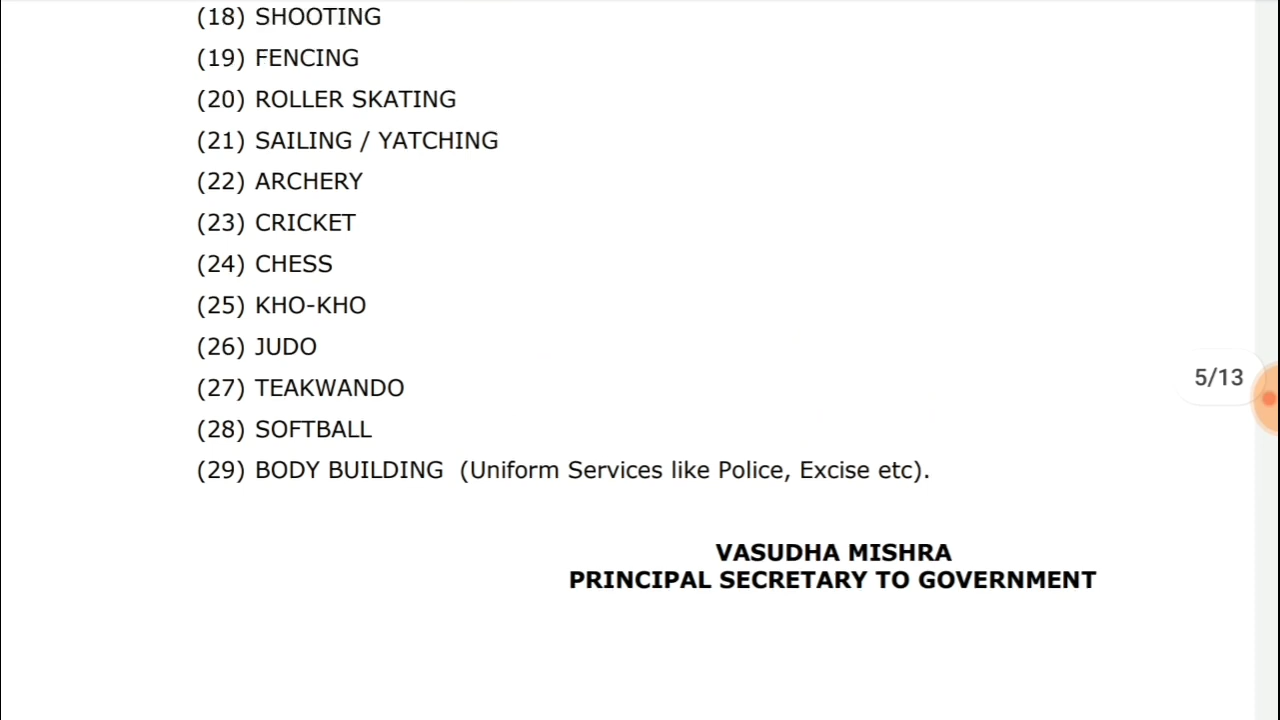 (18) SHOOTING
(19) FENCING
(20) ROLLER SKATING
(21) SAILING / YATCHING
(22) ARCHERY
(23) CRICKET
(24) CHESS
(25) KHO-KHO
(26) JUDO
5/13
(27) TEAKWANDO
(28) SOFTBALL
(29) BODY BUILDING (Uniform Services like Police, Excise etc).
VASUDHA MISHRA
PRINCIPAL SECRETARY TO GOVERNMENT